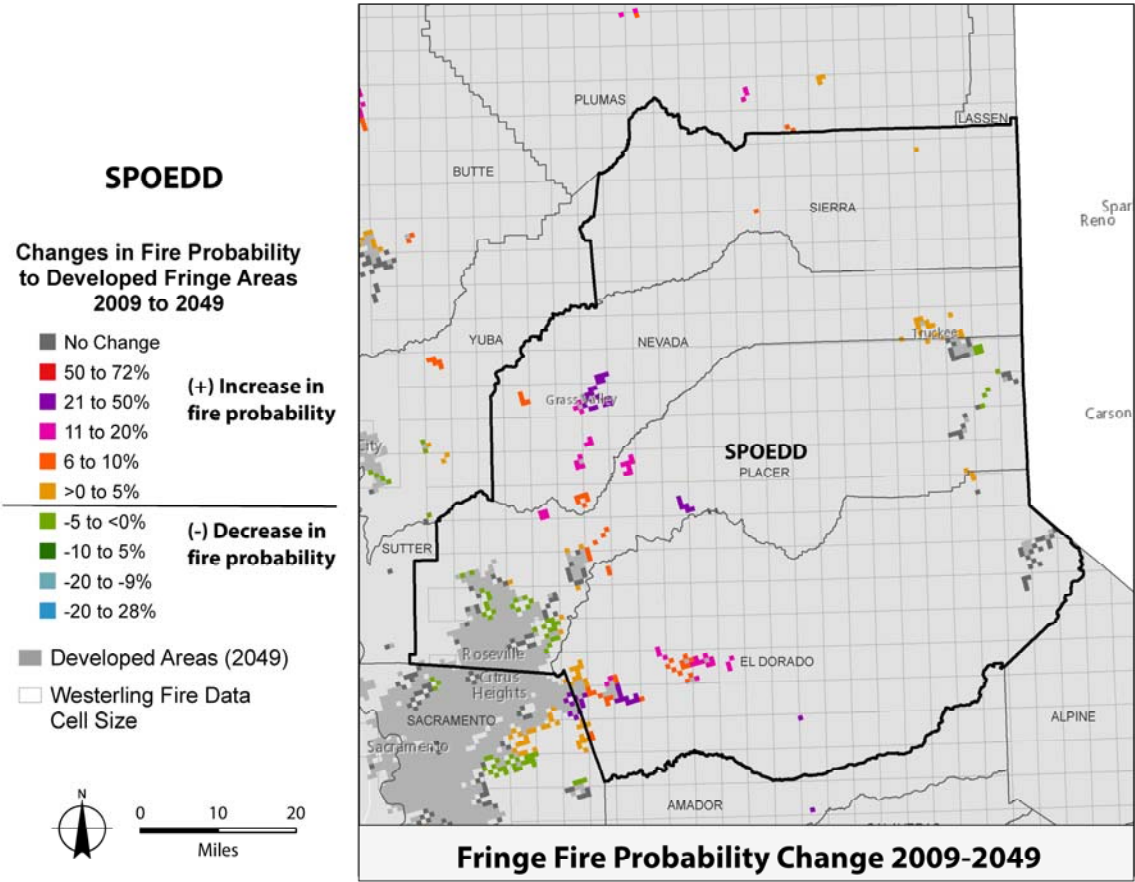 SPOEDD
Changes in Fire Probability
to Developed Fringe Areas
2009 to 2049
No Change
50 to 72%
21 to 50%
11 to 20%
6 to 10%
>0 to 5%
(+) Increase in
fire probability
-5 to <0%
-10 to 5%
-20 to -9%
-20 to 28%
(-) Decrease in
fire probability
Developed Areas (2049)
Westerling Fire Data
Cell Size
N
0 10 20
Miles
PLUMAS
LASSEN
BUTTE
SIERRA
Spar
Reno
YUBA
NEVADA
Truckee
Grass Valley
Carson
City
SPOEDD
PLACER
SUTTER
Roseville
Citrus
Heights
EL DORADO
SACRAMENTO
Sacramento
ALPINE
AMADOR
Fringe Fire Probability Change 2009-2049